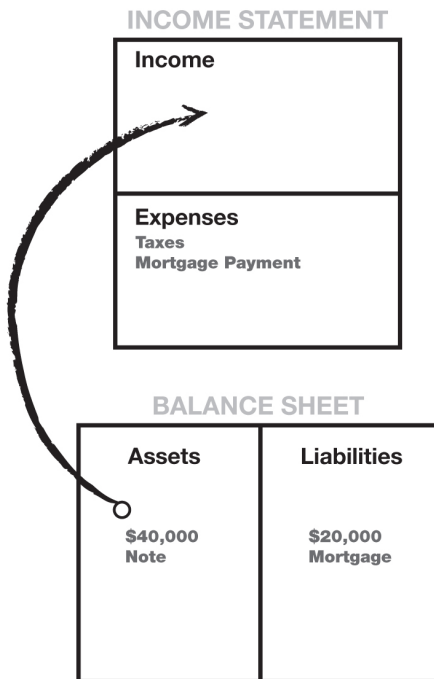 INCOME STATEMENT
Income
Expenses
Taxes
Mortgage Payment
BALANCE SHEET
Assets
$40,000
Note
Liabilities
$20,000
Mortgage